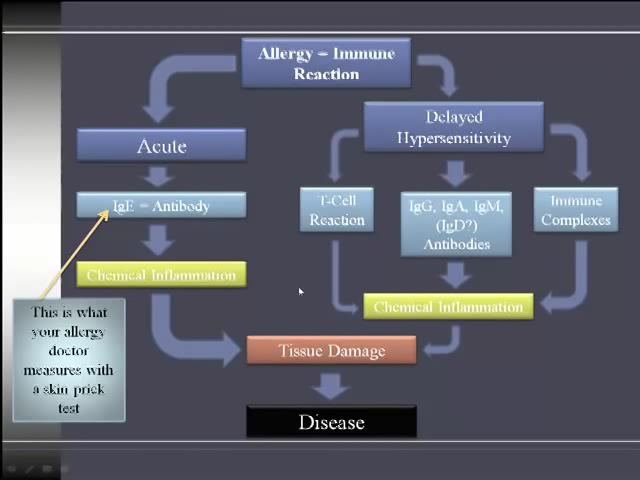 Allergy = Immune
Reaction
Acute
Delayed
Hypersensitivity
IgE = Antibody
T-Cell
Reaction
IgG, IgA, IgM,
(IgD?)
Antibodies
Immune
Complexes
Chemical Inflammation
Chemical Inflammation
This is what
your allergy
doctor
measures with
a skin prick
test
Tissue Damage
Disease